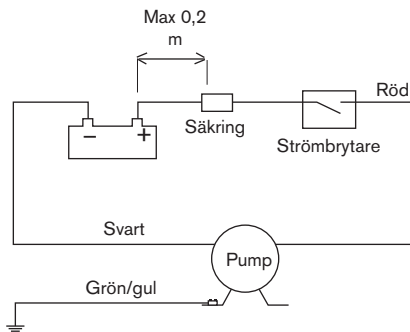 Max 0,2
m
Röd
− +
Säkring
Strömbrytare
Svart
Pump
Grön/gul